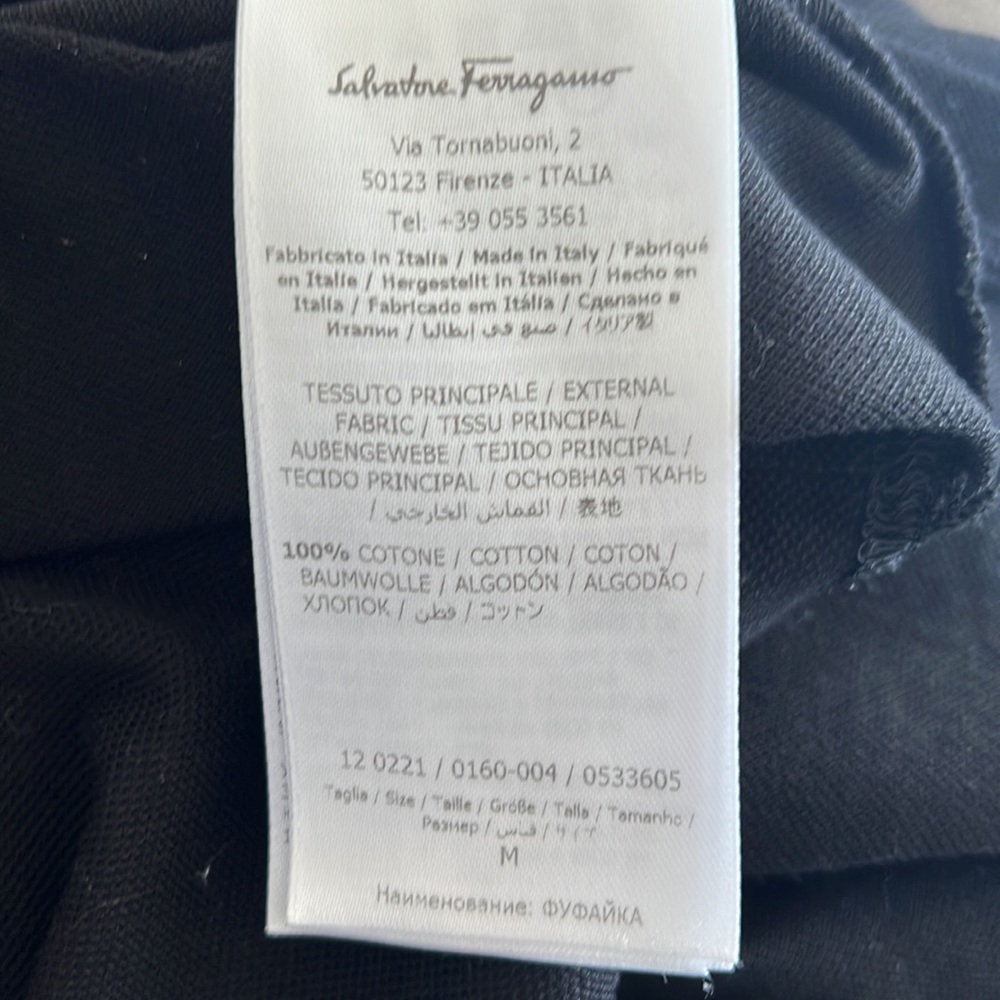 Salvatore Ferragamo
Via Tornabuoni, 2
50123 Firenze - ITALIA
Tel: +39 055 3561
Fabbricato in Italia / Made in Italy / Fabriqué
en Italie / Hergestellt in Italien / Hecho en
Italia / Fabricado em Itália / Сделано в
Италии / صنع في إيطاليا / イタリア製
TESSUTO PRINCIPALE / EXTERNAL
FABRIC / TISSU PRINCIPAL /
AUßENGEWEBE / TEJIDO PRINCIPAL /
TECIDO PRINCIPAL / ОСНОВНАЯ ТКАНЬ
/ القماش الخارجي / 表地
100% COTONE / COTTON / COTON /
BAUMWOLLE / ALGODÓN / ALGODÃO /
ХЛОПОК / قطن / コットン
12 0221 / 0160-004 / 0533605
Taglia / Size / Taille / Größe / Talla / Tamanho /
Размер / قياس / サイズ
M
Наименование: ФУФАЙКА